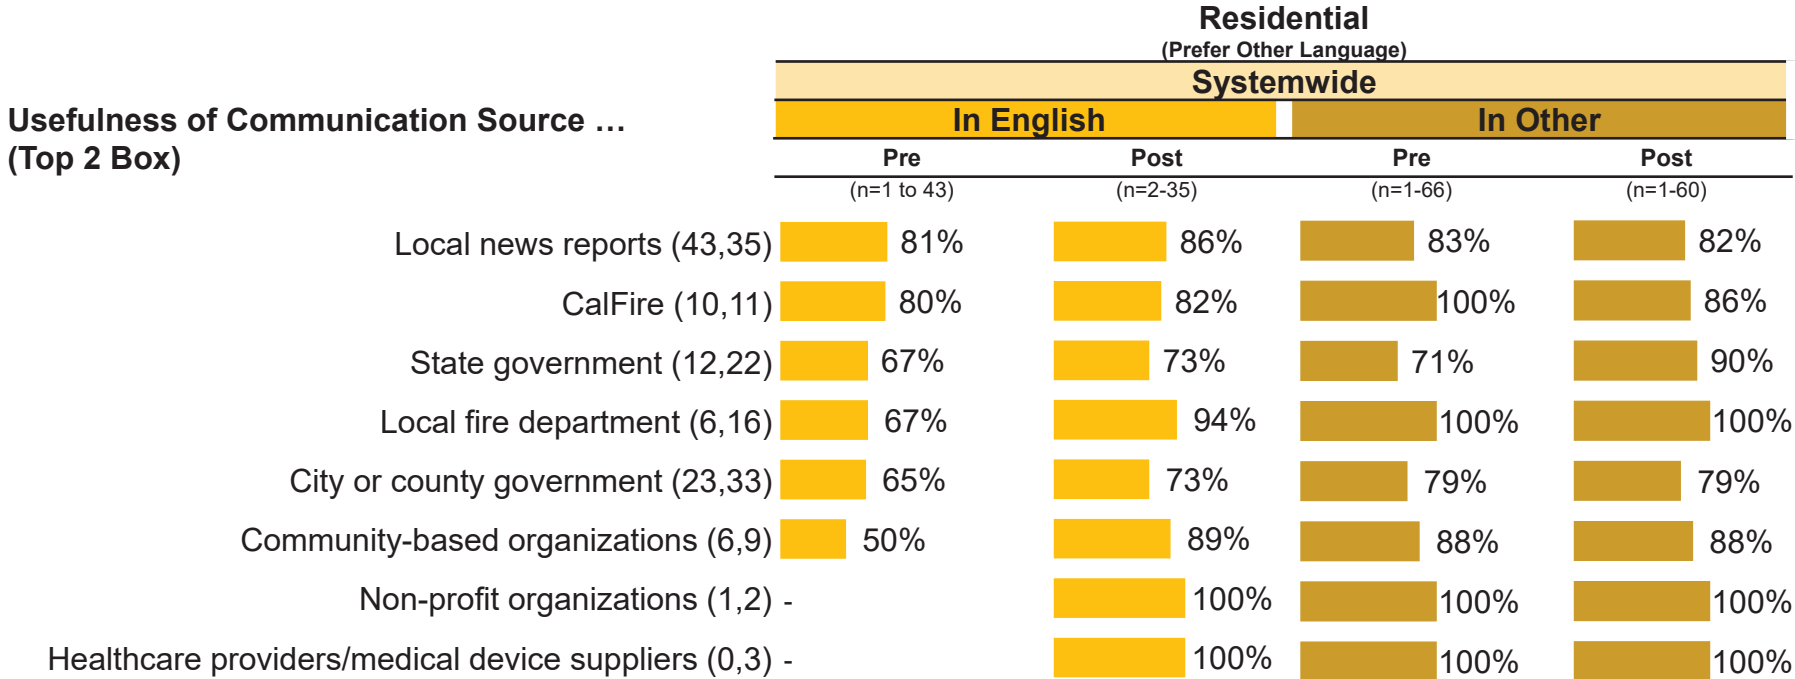 Residential
(Prefer Other Language)
Systemwide
Usefulness of Communication Source …
(Top 2 Box)
In English In Other
Pre Post Pre Post
(n=1 to 43) (n=2-35) (n=1-66) (n=1-60)
Local news reports (43,35) 81% 86% 83% 82%
CalFire (10,11) 80% 82% 100% 86%
State government (12,22) 67% 73% 71% 90%
Local fire department (6,16) 67% 94% 100% 100%
City or county government (23,33) 65% 73% 79% 79%
Community-based organizations (6,9) 50% 89% 88% 88%
Non-profit organizations (1,2) - 100% 100% 100%
Healthcare providers/medical device suppliers (0,3) - 100% 100% 100%